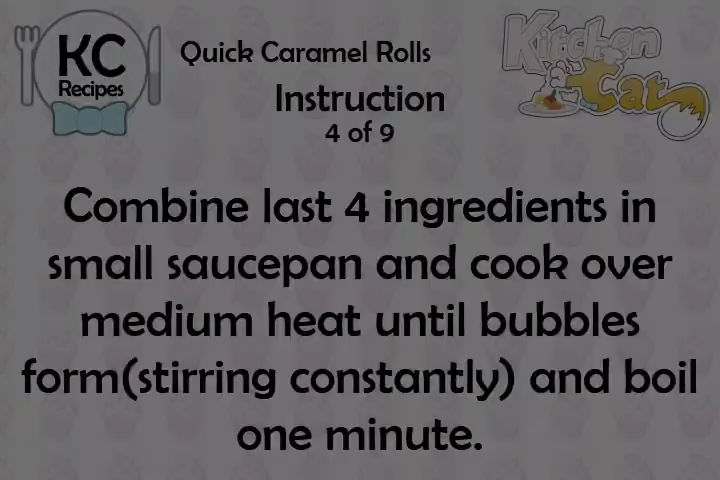 KC
Recipes
Quick Caramel Rolls
Kitchen
Cat
Instruction
4 of 9
Combine last 4 ingredients in
small saucepan and cook over
medium heat until bubbles
form(stirring constantly) and boil
one minute.